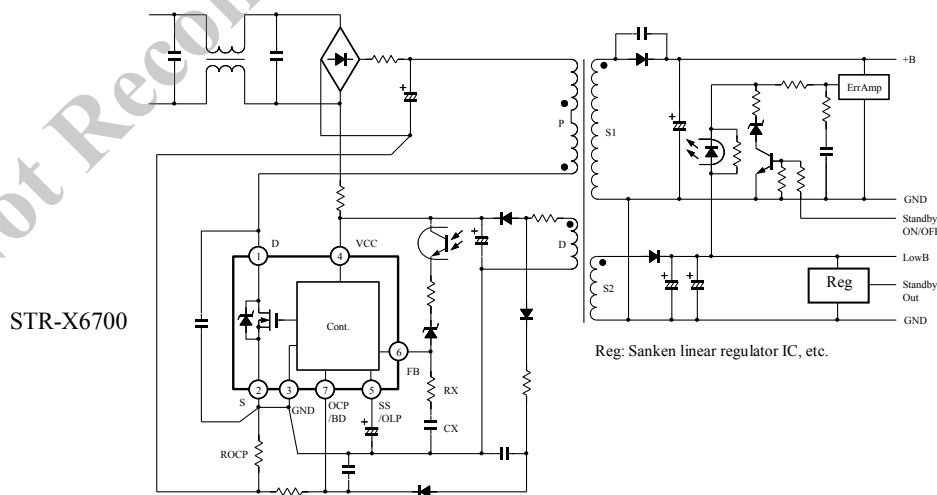 ot Recom
+B
ErrAmp
P
S1
GND
Standby
ON/OFF
D
VCC
1
4
D
LowB
STR-X6700
Cont.
S2
Reg
Standby
Out
GND
6
FB
Reg: Sanken linear regulator IC, etc.
2
3
7
5
S
GND
OCP
/BD
SS
/OLP
RX
CX
ROCP